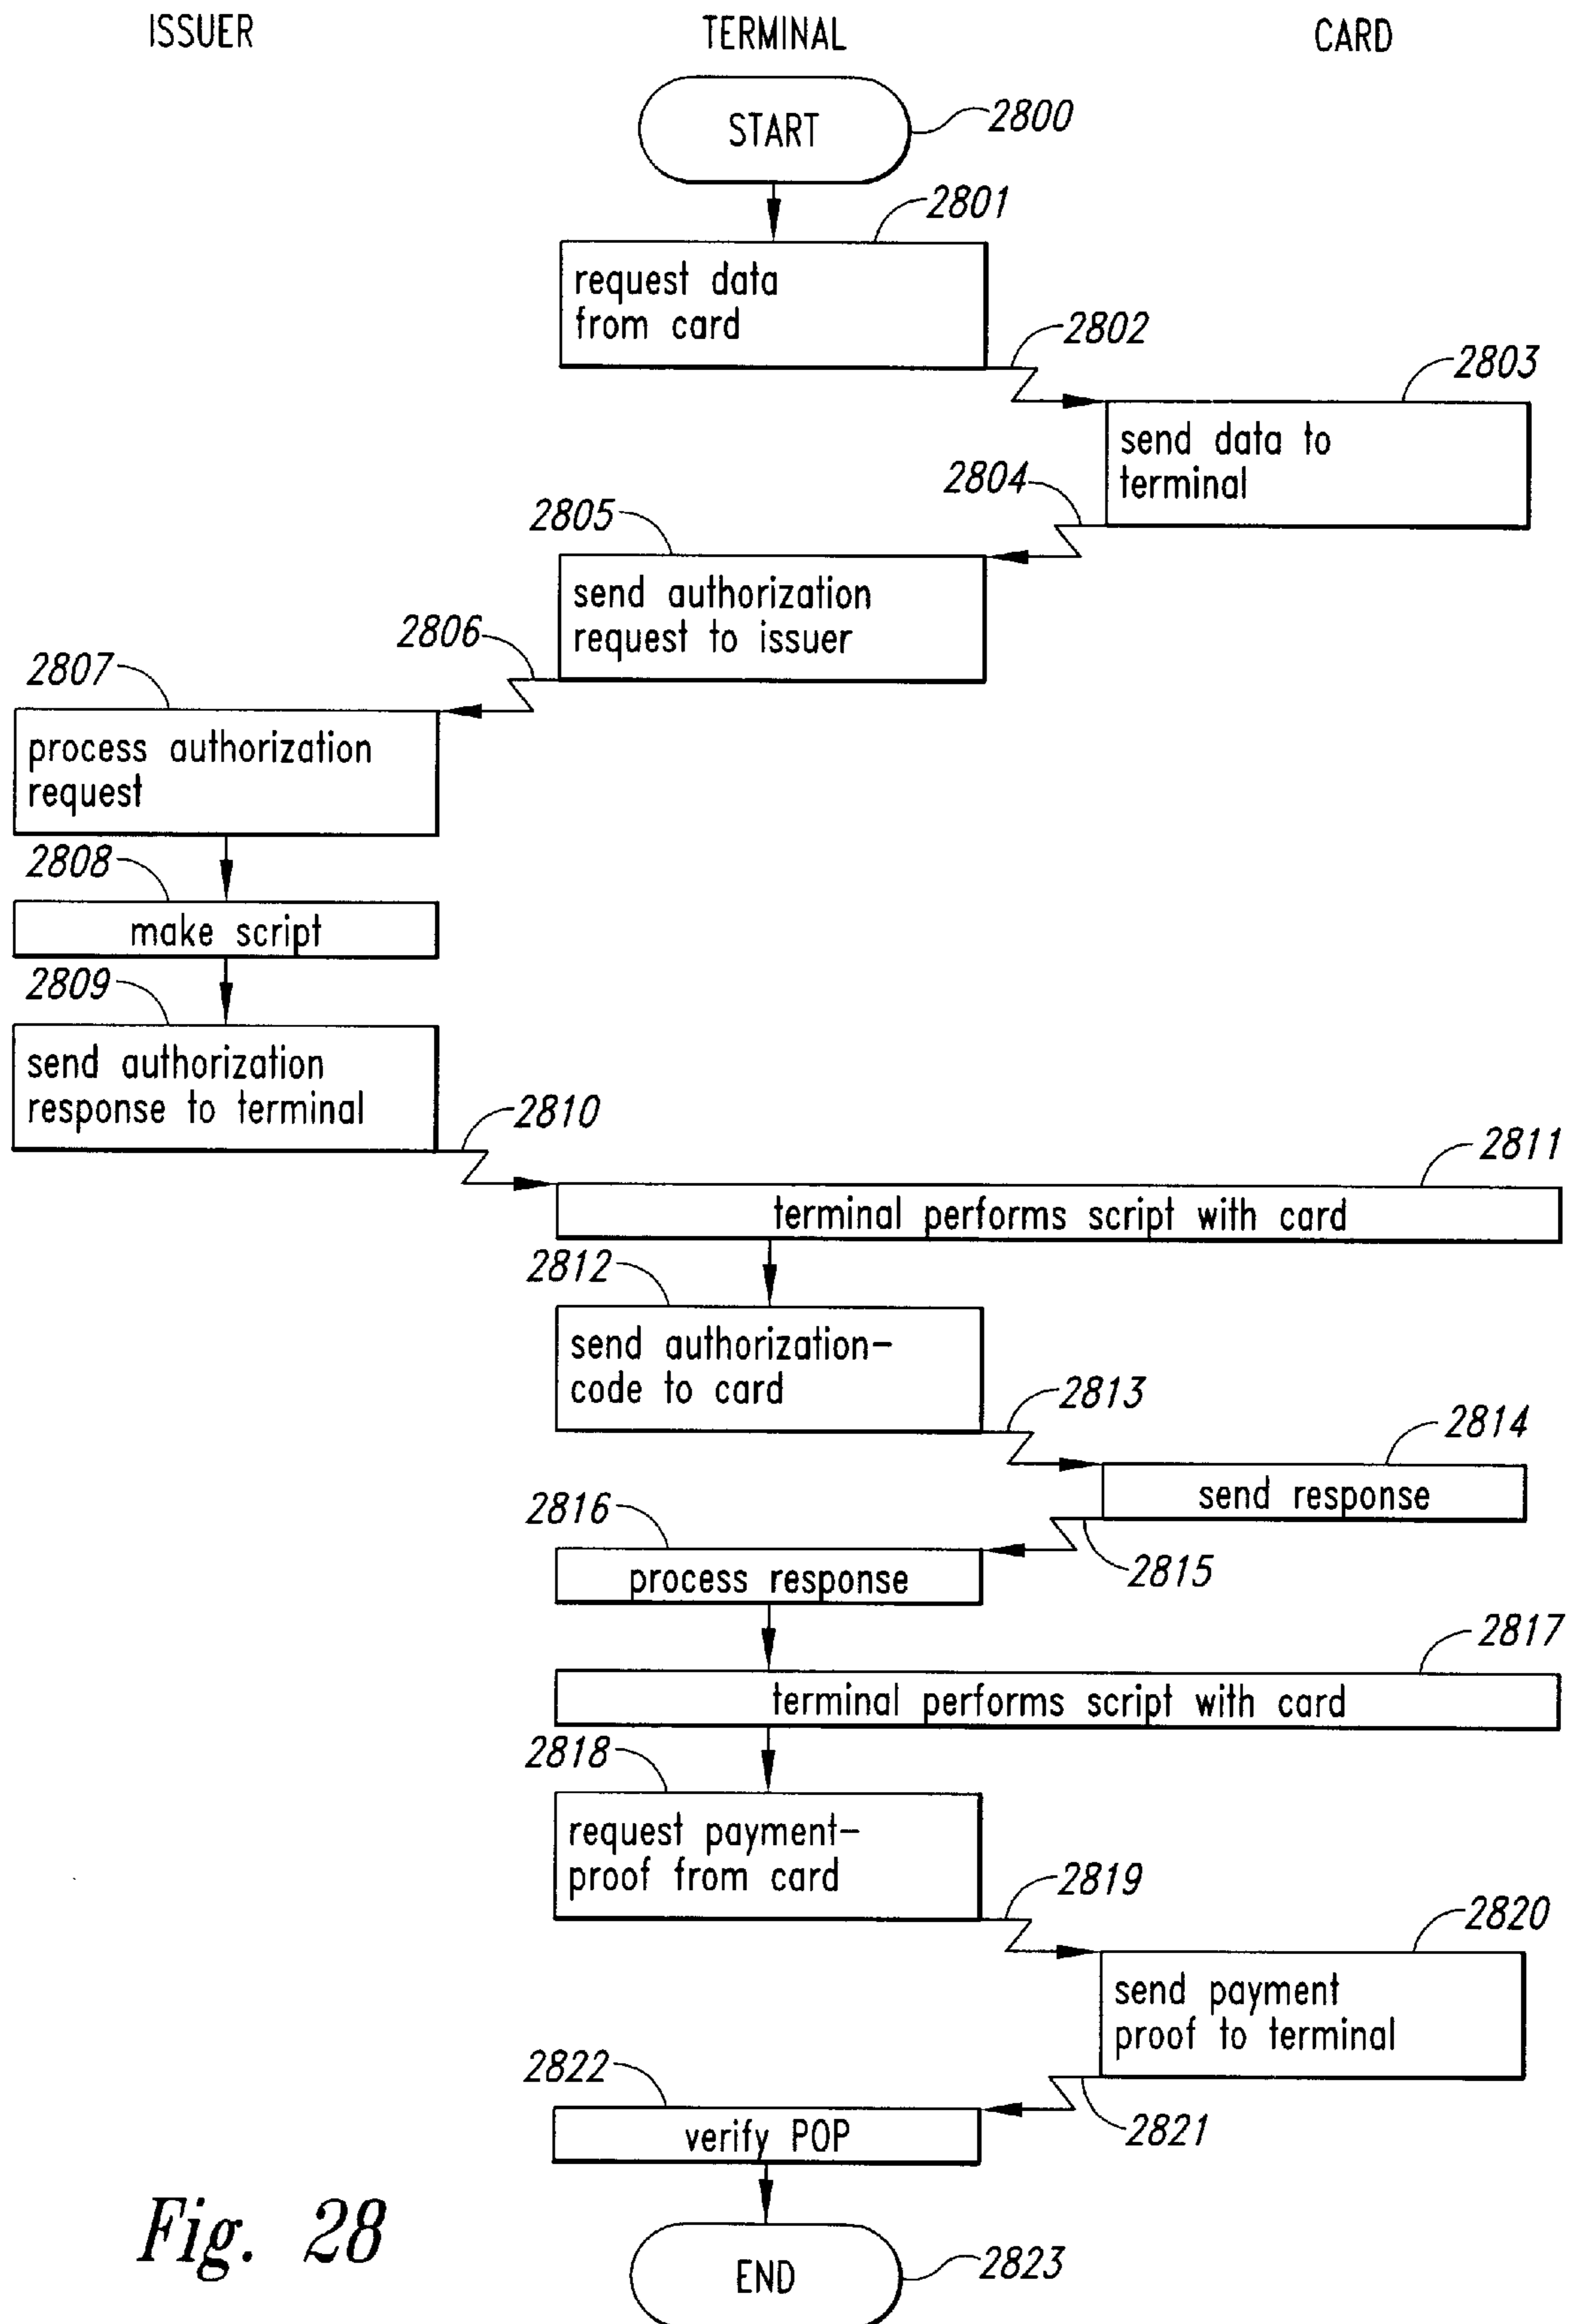 ISSUER TERMINAL CARD
START 2800
2801
request data
from card
2802
2803
send data to
terminal
2804
2805
send authorization
request to issuer
2806
2807
process authorization
request
2808
make script
2809
send authorization
response to terminal
2810
2811
terminal performs script with card
2812
send authorization-
code to card
2813
2814
send response
2815
2816
process response
2817
terminal performs script with card
2818
request payment-
proof from card
2819
2820
send payment
proof to terminal
2821
2822
verify POP
END 2823
Fig. 28